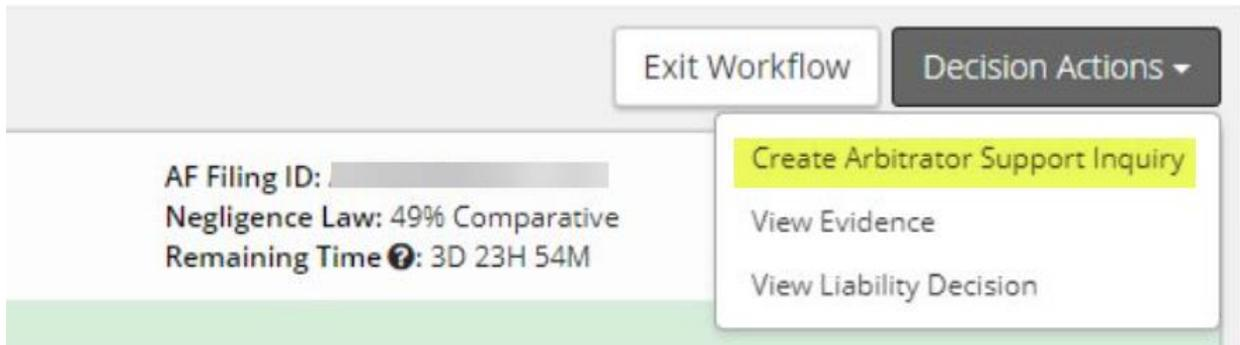 Exit Workflow
Decision Actions
Create Arbitrator Support Inquiry
View Evidence
View Liability Decision
AF Filing ID:
Negligence Law: 49% Comparative
Remaining Time ?: 3D 23H 54M